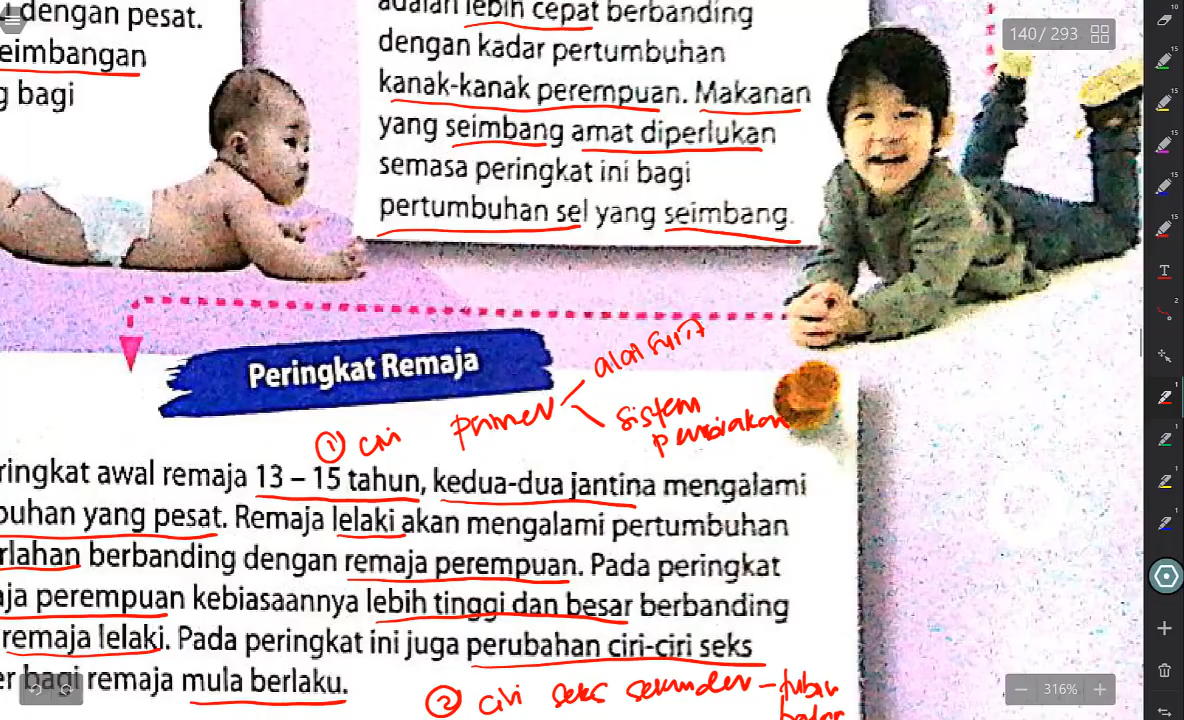 dengan pesat.
eimbangan
g bagi
adalah lebih cepat berbanding
dengan kadar pertumbuhan
kanak-kanak perempuan. Makanan
yang seimbang amat diperlukan
semasa peringkat ini bagi
pertumbuhan sel yang seimbang.
140 / 293
Peringkat Remaja
① ciri primer
sistem
pembiakan
ringkat awal remaja 13 – 15 tahun, kedua-dua jantina mengalami
buhan yang pesat. Remaja lelaki akan mengalami pertumbuhan
rlahan berbanding dengan remaja perempuan. Pada peringkat
aja perempuan kebiasaannya lebih tinggi dan besar berbanding
remaja lelaki. Pada peringkat ini juga perubahan ciri-ciri seks
er bagi remaja mula berlaku.
② ciri seks sekunder – tubuh
badan
316%